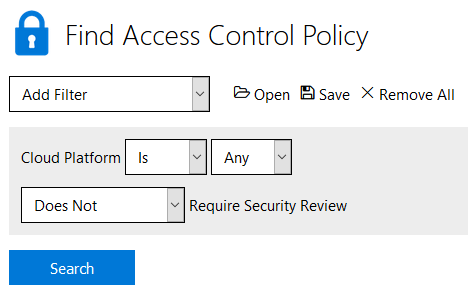 Find Access Control Policy
Add Filter Open Save Remove All
Cloud Platform Is Any
Does Not Require Security Review
Search